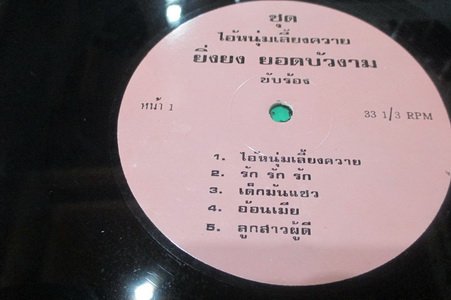 ชุด
ไอ้หนุ่มเลี้ยงควาย
ยิ่งยง ยอดบัวงาม
ขับร้อง
หน้า 1
33 1/3 RPM
1. ไอ้หนุ่มเลี้ยงควาย
2. รัก รัก รัก
3. เด็กมันแซว
4. อ้อนเมีย
5. ลูกสาวผู้ดี